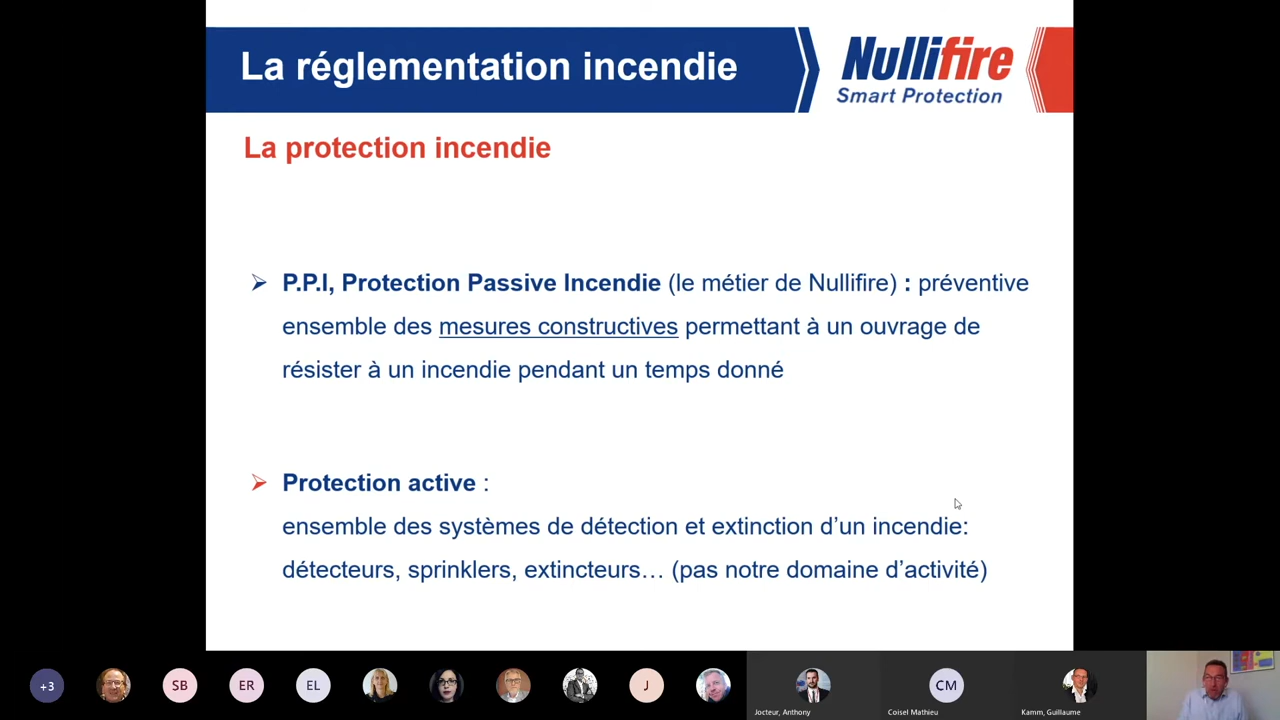 La réglementation incendie
Nullifire
Smart Protection
La protection incendie
P.P.I, Protection Passive Incendie (le métier de Nullifire) : préventive
ensemble des mesures constructives permettant à un ouvrage de
résister à un incendie pendant un temps donné
Protection active :
ensemble des systèmes de détection et extinction d’un incendie:
détecteurs, sprinklers, extincteurs… (pas notre domaine d’activité)
+3
SB
ER
EL
J
CM
Jocteur, Anthony
Coisel Mathieu
Kamm, Guillaume